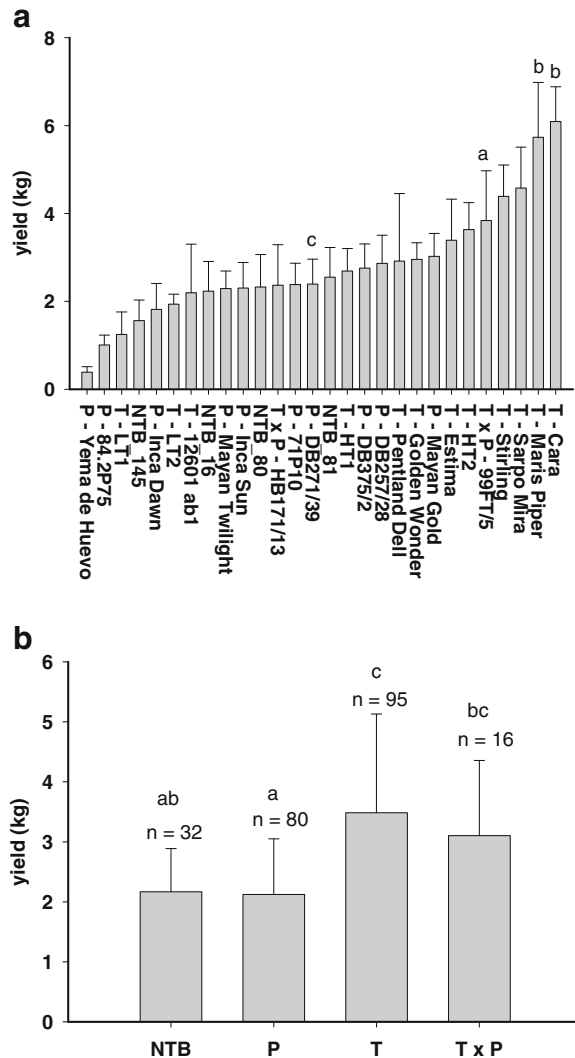 a
yield (kg)
8
6
4
2
0
c
a
b
b
P - Yema de Huevo
P - 84.2P75
T - LT1
NTB_145
P - Inca Dawn
T - LT2
T - 12601 ab1
NTB_16
P - Mayan Twilight
P - Inca Sun
NTB_80
T x P - HB171/13
P - 71P10
P - DB271/39
NTB_81
T - HT1
P - DB375/2
P - DB257/28
T - Pentland Dell
T - Golden Wonder
P - Mayan Gold
T - Estima
T - HT2
T x P - 99FT/5
T - Stirling
T - Sarpo Mira
T - Maris Piper
T - Cara
b
yield (kg)
6
5
4
3
2
1
0
ab
n = 32
a
n = 80
c
n = 95
bc
n = 16
NTB
P
T
T x P